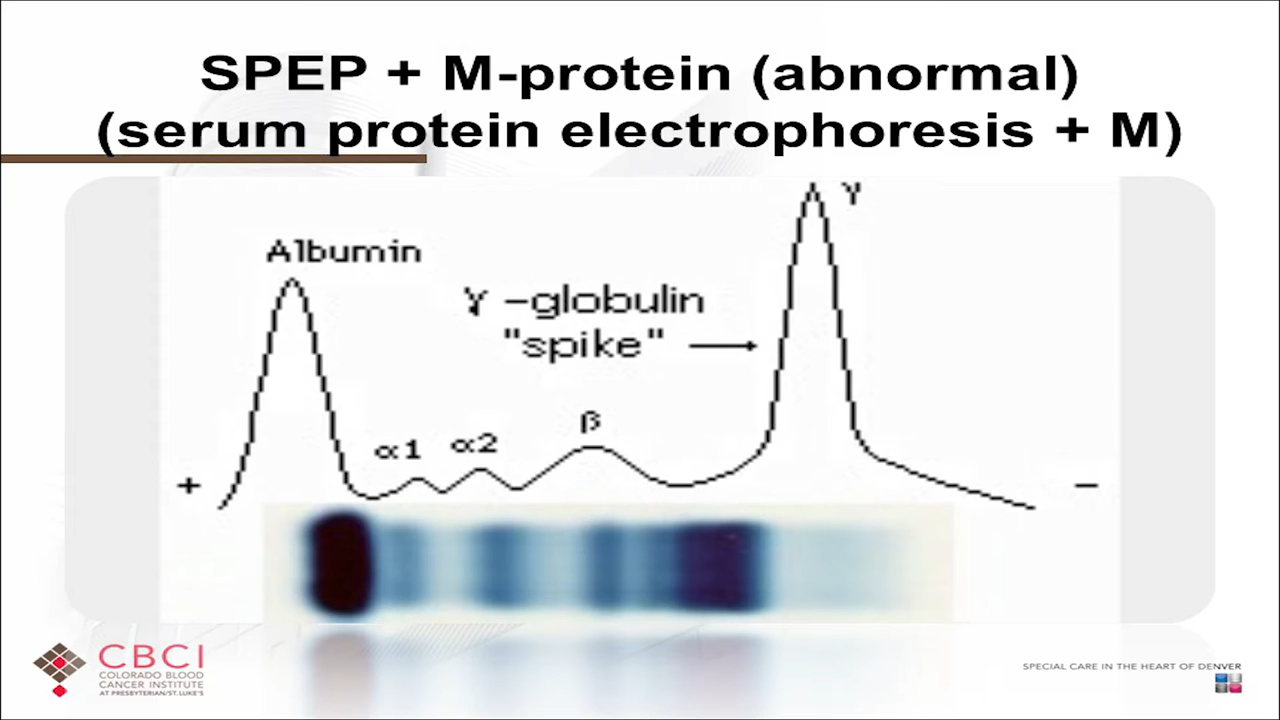 SPEP + M-protein (abnormal)
(serum protein electrophoresis + M)
γ
Albumin
γ -globulin
"spike"
β
α1
α2
+
−
CBCI
COLORADO BLOOD
CANCER INSTITUTE
AT PRESBYTERIAN/ST.LUKE'S
SPECIAL CARE IN THE HEART OF DENVER